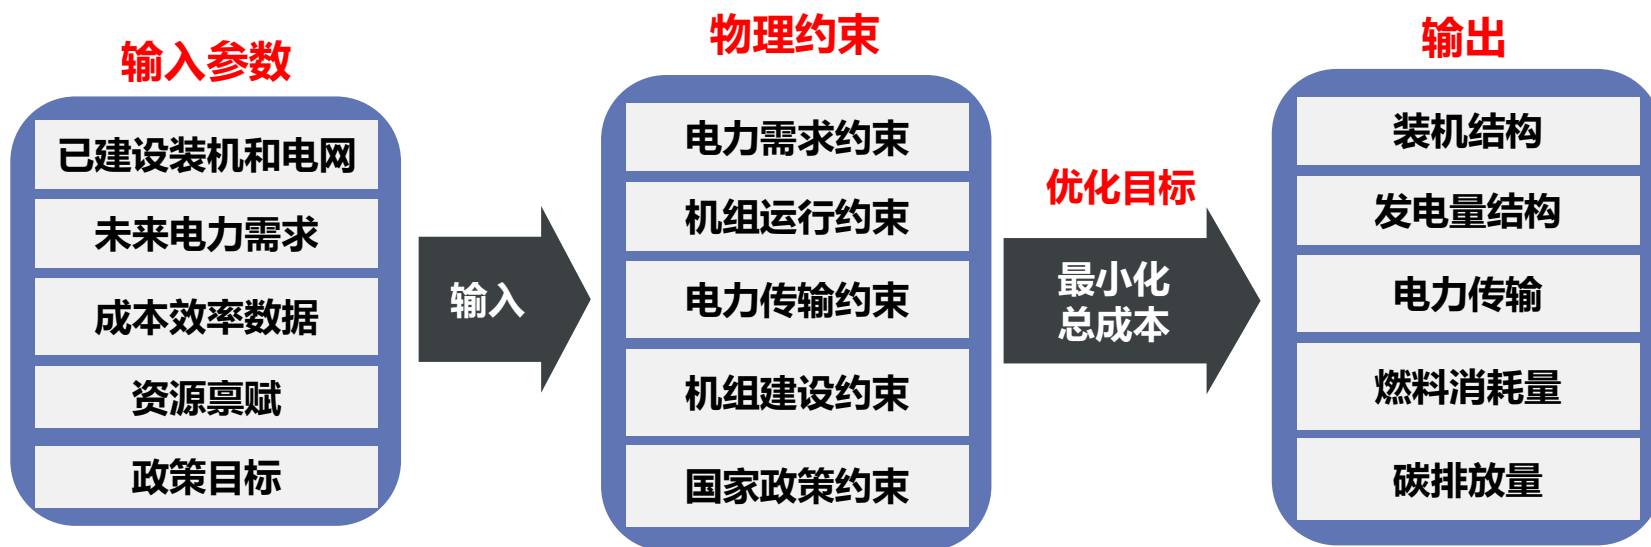 输入参数
已建设装机和电网
未来电力需求
成本效率数据
资源禀赋
政策目标
输入
物理约束
电力需求约束
机组运行约束
电力传输约束
机组建设约束
国家政策约束
优化目标
最小化
总成本
输出
装机结构
发电量结构
电力传输
燃料消耗量
碳排放量